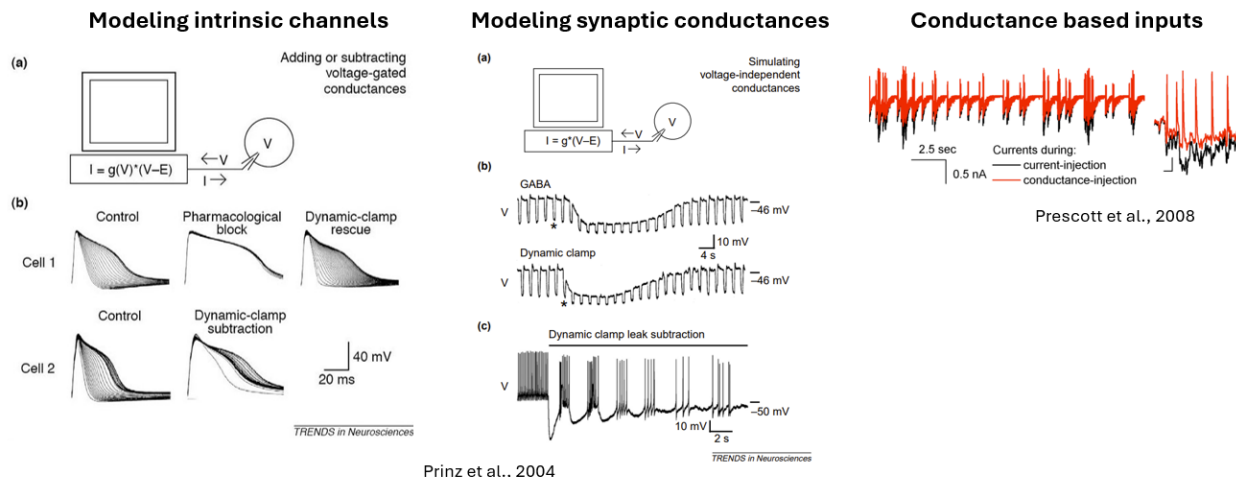 Modeling intrinsic channels
(a)
Adding or subtracting
voltage-gated
conductances
V
←V
I = g(V)*(V–E)
I→
(b)
Control
Pharmacological
block
Dynamic-clamp
rescue
Cell 1
Control
Dynamic-clamp
subtraction
Cell 2
40 mV
20 ms
TRENDS in Neurosciences
Modeling synaptic conductances
(a)
Simulating
voltage-independent
conductances
V
←V
I = g*(V–E)
I→
(b)
GABA
V
–46 mV
*
10 mV
4 s
Dynamic clamp
V
–46 mV
*
(c)
Dynamic clamp leak subtraction
V
–50 mV
10 mV
2 s
TRENDS in Neurosciences
Prinz et al., 2004
Conductance based inputs
2.5 sec
0.5 nA
Currents during:
current-injection
conductance-injection
Prescott et al., 2008